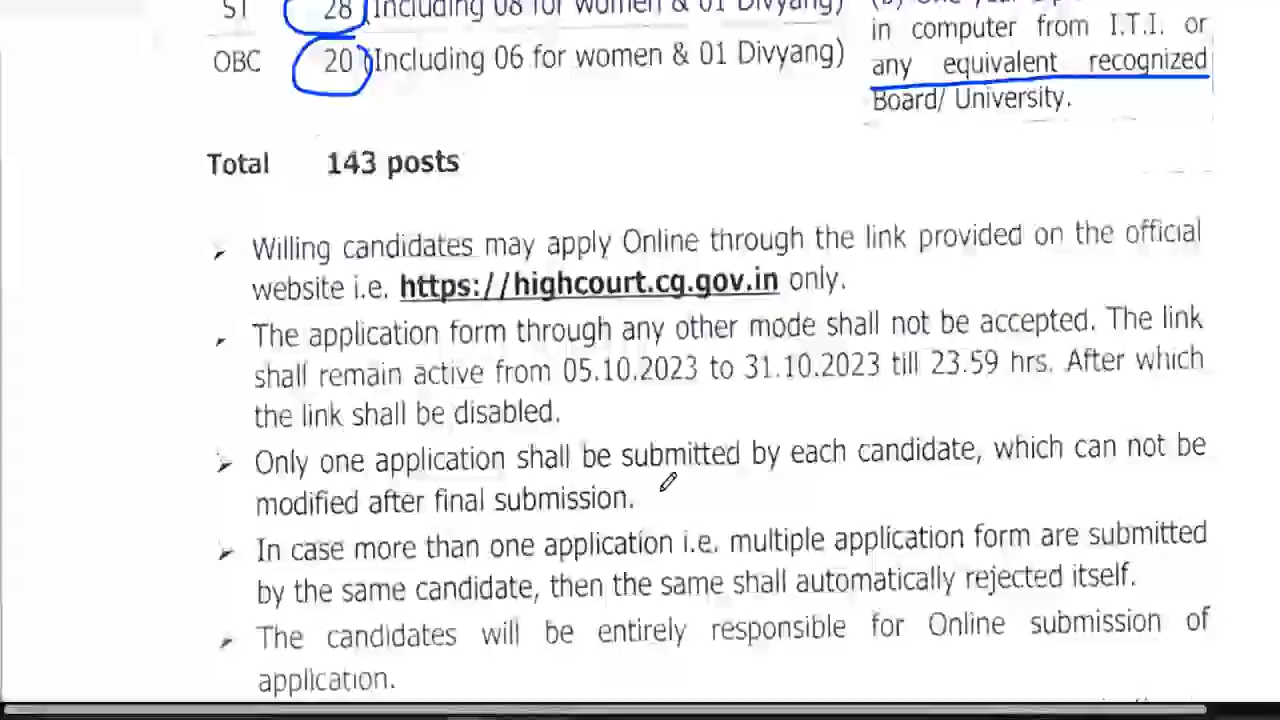 ST 28 (Including 08 for women & 01 Divyang)
OBC 20 (Including 06 for women & 01 Divyang)
in computer from I.T.I. or
any equivalent recognized
Board/ University.
Total 143 posts
Willing candidates may apply Online through the link provided on the official
website i.e. https://highcourt.cg.gov.in only.
The application form through any other mode shall not be accepted. The link
shall remain active from 05.10.2023 to 31.10.2023 till 23.59 hrs. After which
the link shall be disabled.
Only one application shall be submitted by each candidate, which can not be
modified after final submission.
In case more than one application i.e. multiple application form are submitted
by the same candidate, then the same shall automatically rejected itself.
The candidates will be entirely responsible for Online submission of
application.